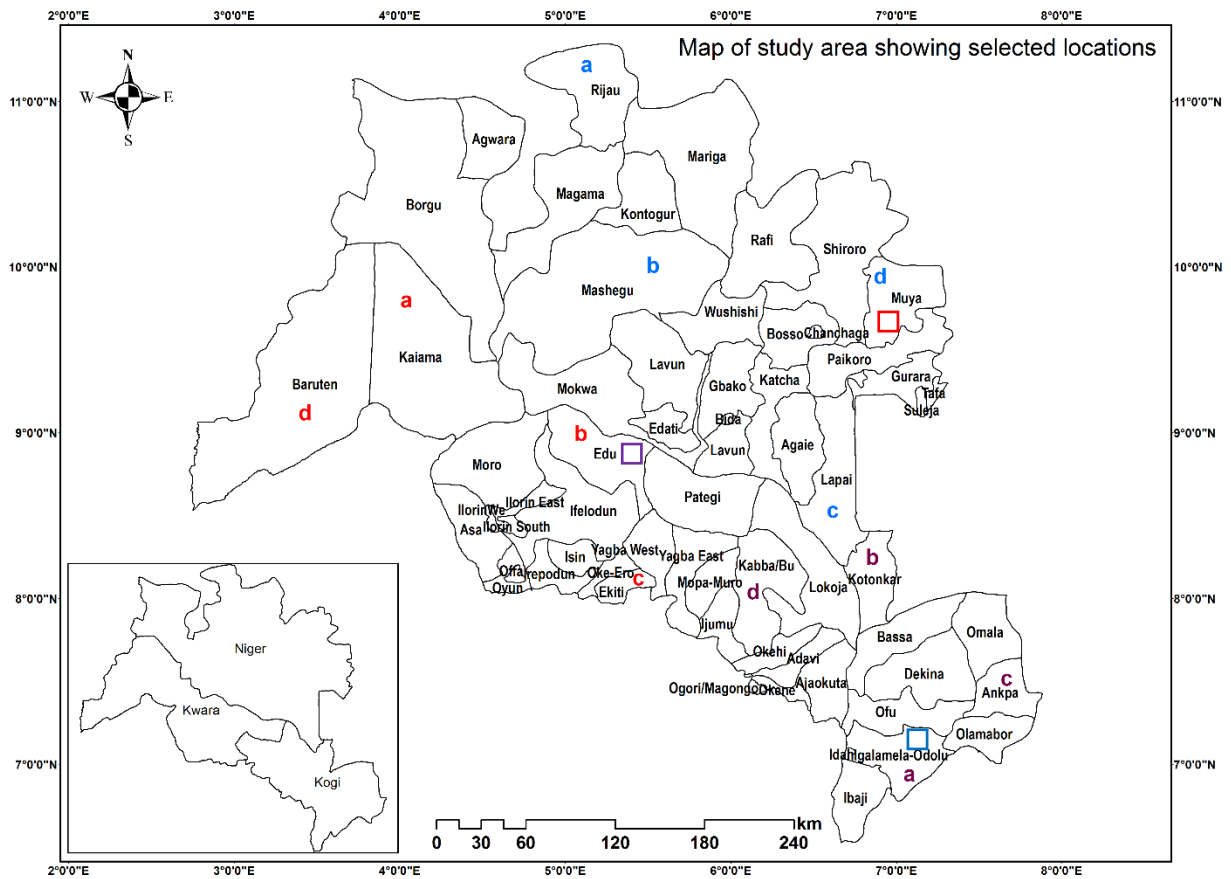 2°0'0"E 3°0'0"E 4°0'0"E 5°0'0"E 6°0'0"E 7°0'0"E 8°0'0"E
Map of study area showing selected locations
N
W E
S
a
Rijau
11°0'0"N 11°0'0"N
Agwara
Mariga
Magama
Borgu
Kontogur
Rafi
Shiroro
10°0'0"N b d 10°0'0"N
Mashegu
Muya
a
Wushishi
Bosso Chanchaga
Kaiama
Lavun
Paikoro
Baruten
Mokwa
Gbako
Katcha
Gurara
Tafa
Suleja
d
Bida
9°0'0"N b Edati 9°0'0"N
Edu
Lavun
Agaie
Moro
Lapai
Pategi
Ilorin East
IlorinWe
Ifelodun
c
Asa
Ilorin South
Isin
Yagba West
Yagba East
b
Offa
Irepodun
Oke-Ero
c
Kabba/Bu
Kotonkar
Oyun
Ekiti
Mopa-Muro
d
Lokoja
8°0'0"N 8°0'0"N
Ijumu
Bassa
Omala
Niger
Okehi
Adavi
Dekina
c
Ogori/Magongo
Okene
Ajaokuta
Ankpa
Kwara
Ofu
Olamabor
Idah
Igalamela-Odolu
7°0'0"N a 7°0'0"N
Kogi
Ibaji
km
0 30 60 120 180 240
2°0'0"E 3°0'0"E 4°0'0"E 5°0'0"E 6°0'0"E 7°0'0"E 8°0'0"E